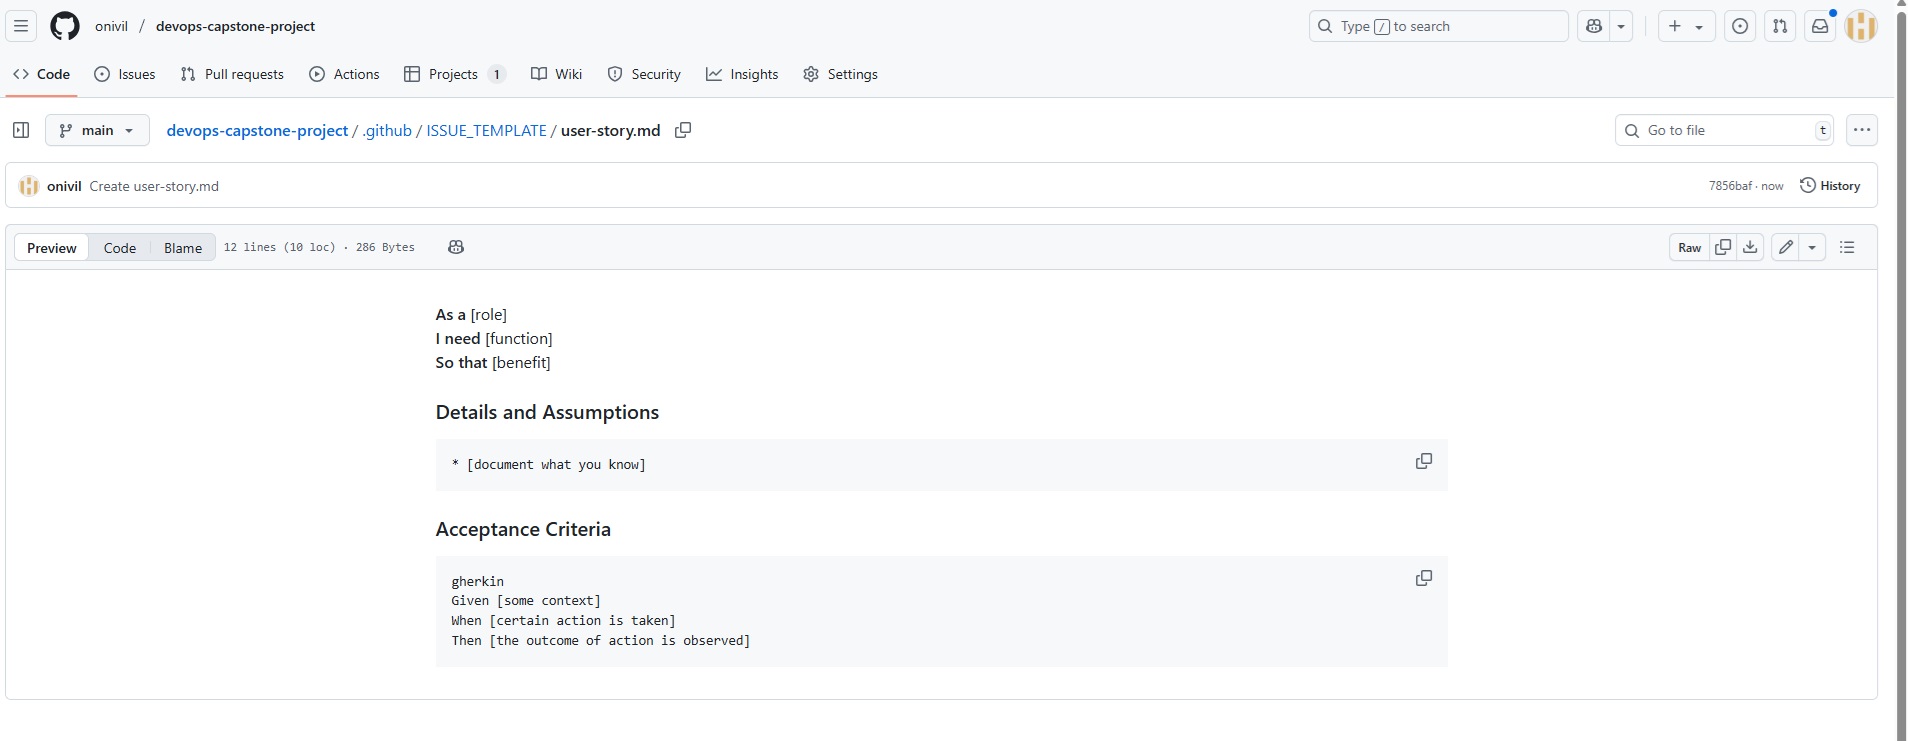 onivil / devops-capstone-project
Type / to search
Code Issues Pull requests Actions Projects 1 Wiki Security Insights Settings
main devops-capstone-project / .github / ISSUE_TEMPLATE / user-story.md Go to file t
onivil Create user-story.md 7856baf · now History
Preview Code Blame 12 lines (10 loc) · 286 Bytes Raw
As a [role]
I need [function]
So that [benefit]
Details and Assumptions
* [document what you know]
Acceptance Criteria
gherkin
Given [some context]
When [certain action is taken]
Then [the outcome of action is observed]